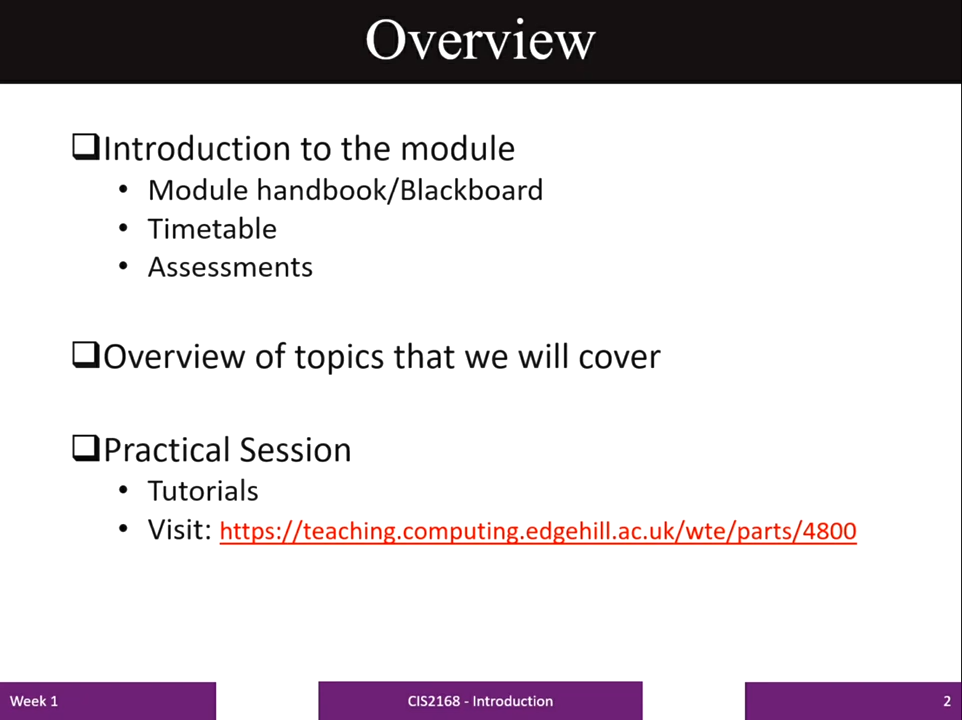 Overview
Introduction to the module
• Module handbook/Blackboard
• Timetable
• Assessments
Overview of topics that we will cover
Practical Session
• Tutorials
• Visit: https://teaching.computing.edgehill.ac.uk/wte/parts/4800
Week 1
CIS2168 - Introduction
2